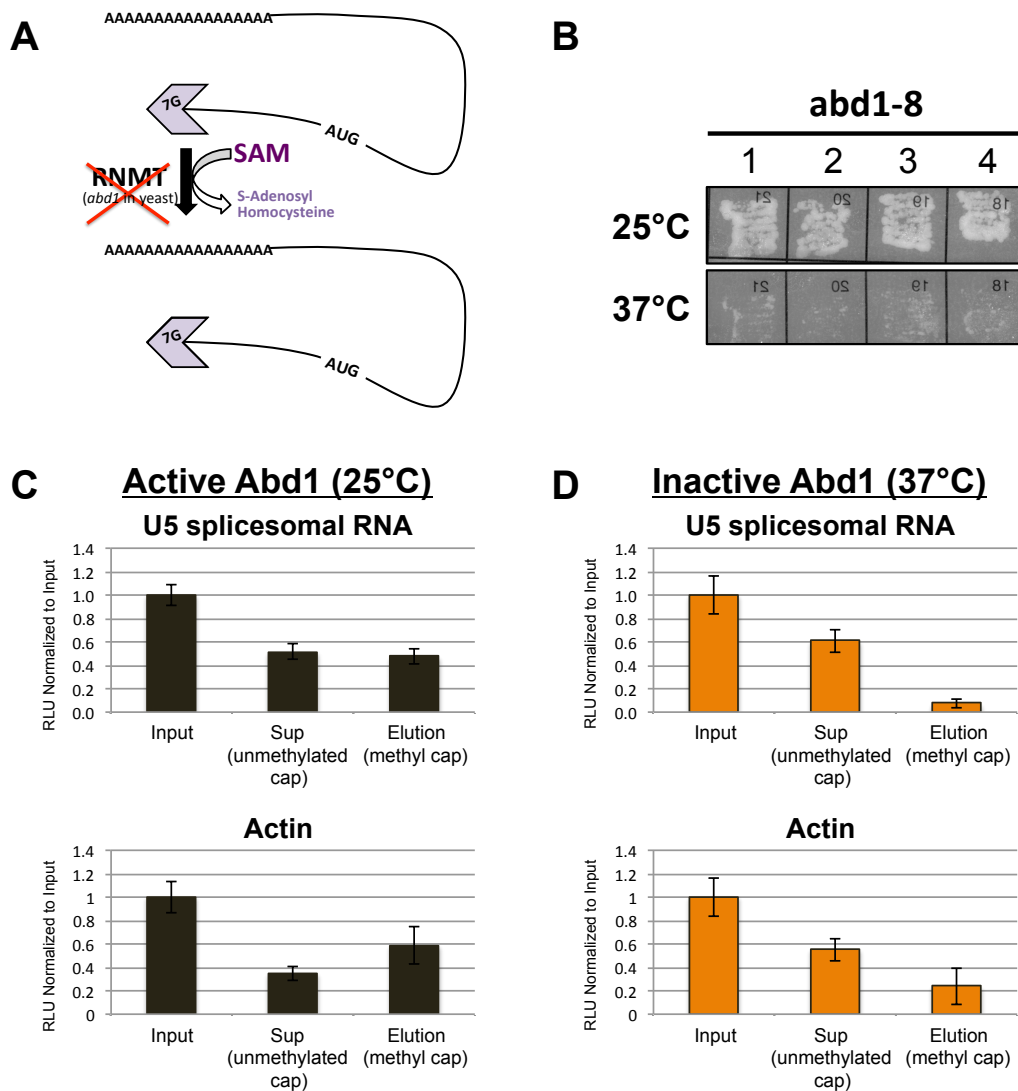 A
AAAAAAAAAAAAAAAAA
7G
AUG
SAM
RNMT
(abd1 in yeast)
S-Adenosyl
Homocysteine
AAAAAAAAAAAAAAAAA
7G
AUG
B
abd1-8
1 2 3 4
25°C
21 20 19 18
37°C
21 20 19 18
C
Active Abd1 (25°C)
U5 splicesomal RNA
RLU Normalized to Input
1.4
1.2
1.0
0.8
0.6
0.4
0.2
0.0
Input
Sup
(unmethylated
cap)
Elution
(methyl cap)
Actin
RLU Normalized to Input
1.4
1.2
1
0.8
0.6
0.4
0.2
0
Input
Sup
(unmethylated
cap)
Elution
(methyl cap)
D
Inactive Abd1 (37°C)
U5 splicesomal RNA
RLU Normalized to Input
1.4
1.2
1.0
0.8
0.6
0.4
0.2
0.0
Input
Sup
(unmethylated
cap)
Elution
(methyl cap)
Actin
RLU Normalized to Input
1.4
1.2
1
0.8
0.6
0.4
0.2
0
Input
Sup
(unmethylated
cap)
Elution
(methyl cap)